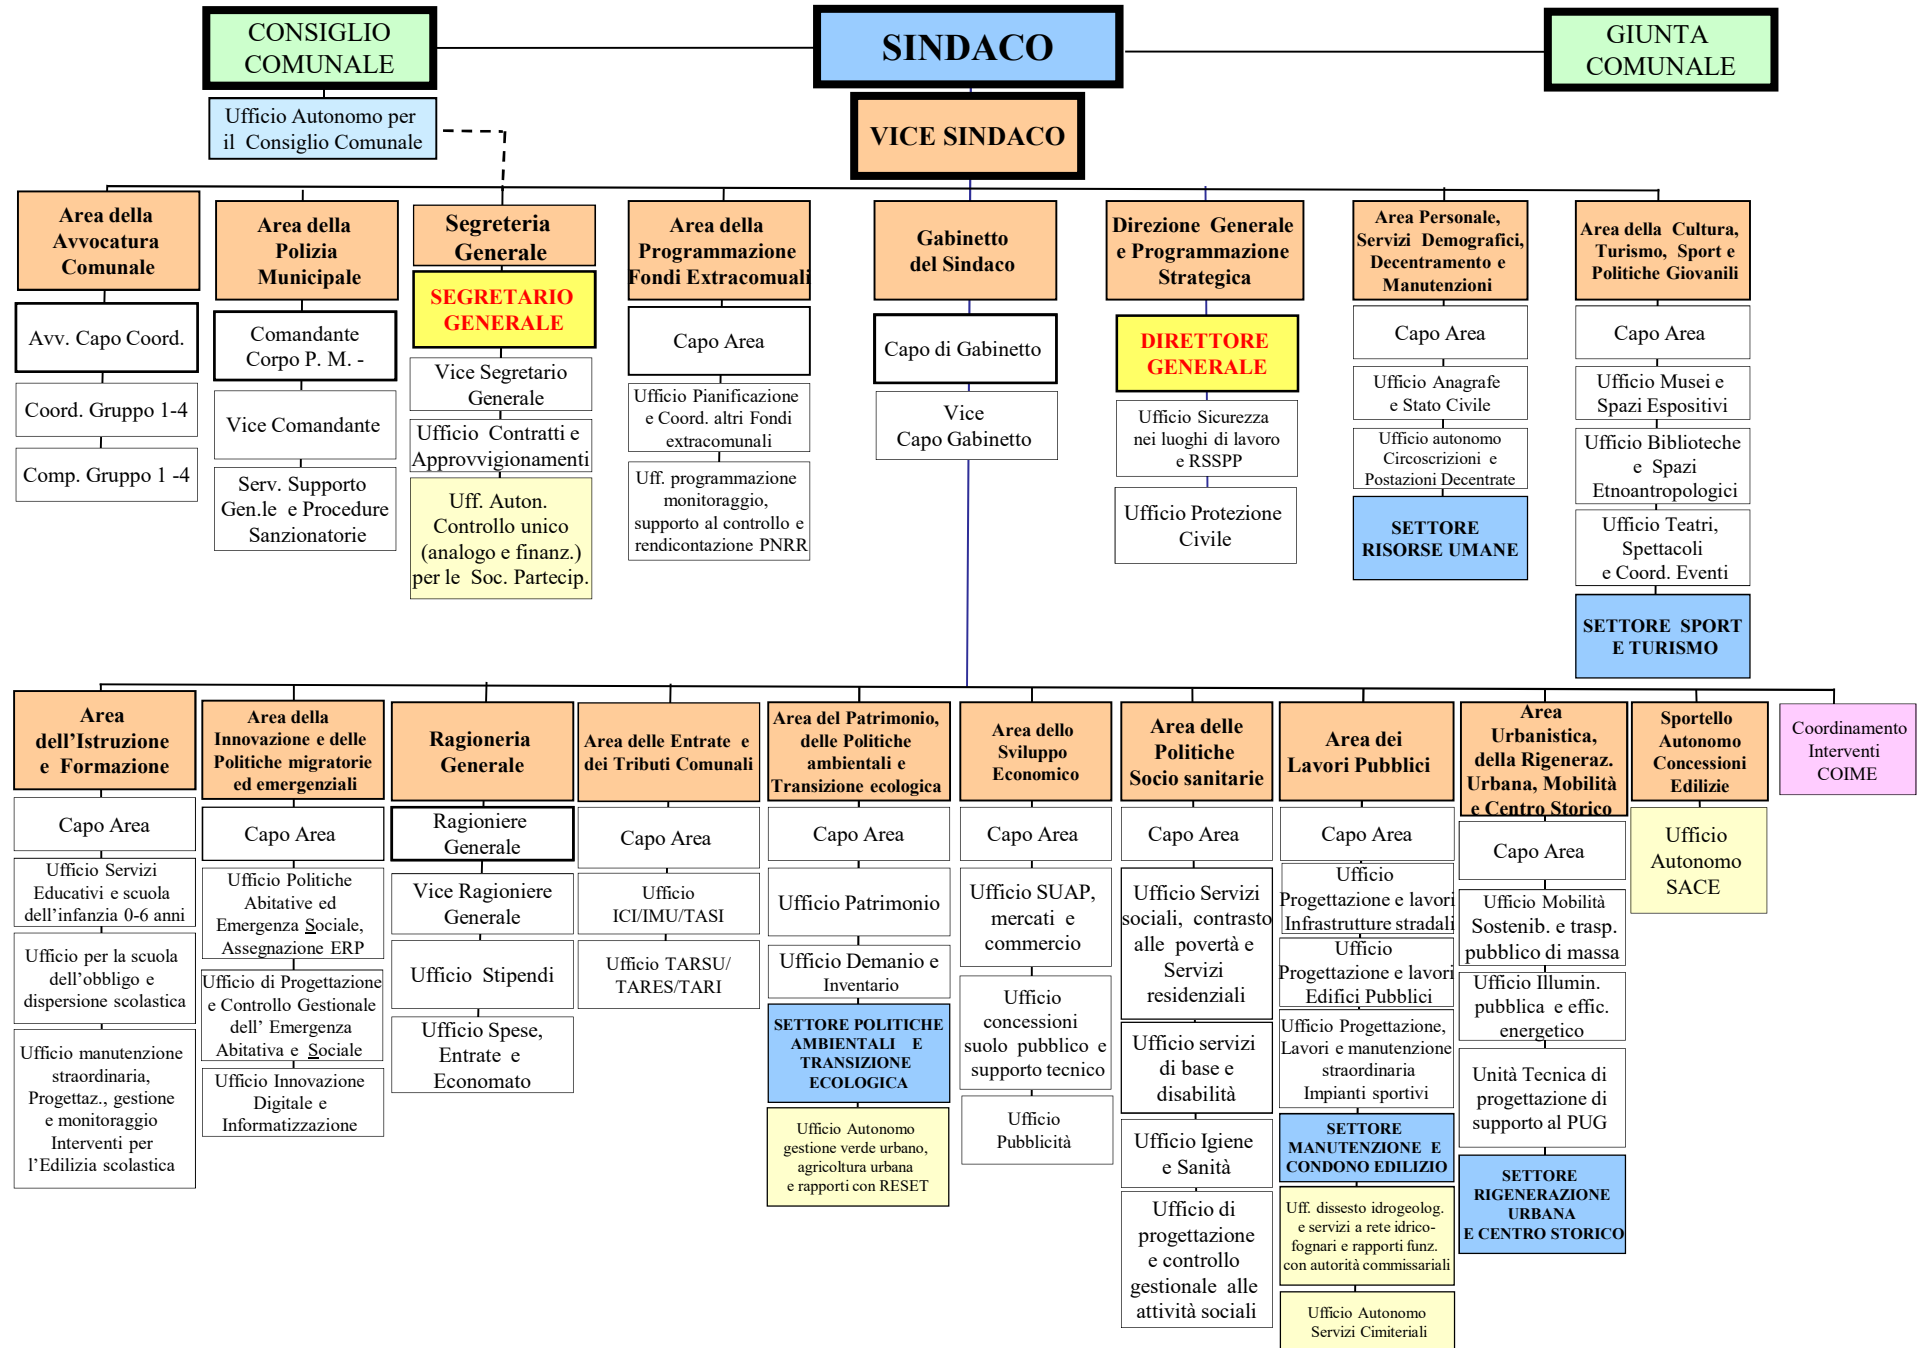 CONSIGLIO
COMUNALE
SINDACO
GIUNTA
COMUNALE
Ufficio Autonomo per
il Consiglio Comunale
VICE SINDACO
Area della
Avvocatura
Comunale
Avv. Capo Coord.
Coord. Gruppo 1-4
Comp. Gruppo 1 -4
Area della
Polizia
Municipale
Comandante
Corpo P. M. -
Vice Comandante
Serv. Supporto
Gen.le e Procedure
Sanzionatorie
Segreteria
Generale
SEGRETARIO
GENERALE
Vice Segretario
Generale
Ufficio Contratti e
Approvvigionamenti
Uff. Auton.
Controllo unico
(analogo e finanz.)
per le Soc. Partecip.
Area della
Programmazione
Fondi Extracomuali
Capo Area
Ufficio Pianificazione
e Coord. altri Fondi
extracomunali
Uff. programmazione
monitoraggio,
supporto al controllo e
rendicontazione PNRR
Gabinetto
del Sindaco
Capo di Gabinetto
Vice
Capo Gabinetto
Direzione Generale
e Programmazione
Strategica
DIRETTORE
GENERALE
Ufficio Sicurezza
nei luoghi di lavoro
e RSSPP
Ufficio Protezione
Civile
Area Personale,
Servizi Demografici,
Decentramento e
Manutenzioni
Capo Area
Ufficio Anagrafe
e Stato Civile
Ufficio autonomo
Circoscrizioni e
Postazioni Decentrate
SETTORE
RISORSE UMANE
Area della Cultura,
Turismo, Sport e
Politiche Giovanili
Capo Area
Ufficio Musei e
Spazi Espositivi
Ufficio Biblioteche
e Spazi
Etnoantropologici
Ufficio Teatri,
Spettacoli
e Coord. Eventi
SETTORE SPORT
E TURISMO
Area
dell'Istruzione
e Formazione
Capo Area
Ufficio Servizi
Educativi e scuola
dell'infanzia 0-6 anni
Ufficio per la scuola
dell'obbligo e
dispersione scolastica
Ufficio manutenzione
straordinaria,
Progettaz., gestione
e monitoraggio
Interventi per
l'Edilizia scolastica
Area della
Innovazione e delle
Politiche migratorie
ed emergenziali
Capo Area
Ufficio Politiche
Abitative ed
Emergenza Sociale,
Assegnazione ERP
Ufficio di Progettazione
e Controllo Gestionale
dell' Emergenza
Abitativa e Sociale
Ufficio Innovazione
Digitale e
Informatizzazione
Ragioneria
Generale
Ragioniere
Generale
Vice Ragioniere
Generale
Ufficio Stipendi
Ufficio Spese,
Entrate e
Economato
Area delle Entrate e
dei Tributi Comunali
Capo Area
Ufficio
ICI/IMU/TASI
Ufficio TARSU/
TARES/TARI
Area del Patrimonio,
delle Politiche
ambientali e
Transizione ecologica
Capo Area
Ufficio Patrimonio
Ufficio Demanio e
Inventario
SETTORE POLITICHE
AMBIENTALI E
TRANSIZIONE
ECOLOGICA
Ufficio Autonomo
gestione verde urbano,
agricoltura urbana
e rapporti con RESET
Area dello
Sviluppo
Economico
Capo Area
Ufficio SUAP,
mercati e
commercio
Ufficio
concessioni
suolo pubblico e
supporto tecnico
Ufficio
Pubblicità
Area delle
Politiche
Socio sanitarie
Capo Area
Ufficio Servizi
sociali, contrasto
alle povertà e
Servizi
residenziali
Ufficio servizi
di base e
disabilità
Ufficio Igiene
e Sanità
Ufficio di
progettazione
e controllo
gestionale alle
attività sociali
Area dei
Lavori Pubblici
Capo Area
Ufficio
Progettazione e lavori
Infrastrutture stradali
Ufficio
Progettazione e lavori
Edifici Pubblici
Ufficio Progettazione,
Lavori e manutenzione
straordinaria
Impianti sportivi
SETTORE
MANUTENZIONE E
CONDONO EDILIZIO
Uff. dissesto idrogeolog.
e servizi a rete idrico-
fognari e rapporti funz.
con autorità commissariali
Ufficio Autonomo
Servizi Cimiteriali
Area
Urbanistica,
della Rigeneraz.
Urbana, Mobilità
e Centro Storico
Capo Area
Ufficio Mobilità
Sostenib. e trasp.
pubblico di massa
Ufficio Illumin.
pubblica e effic.
energetico
Unità Tecnica di
progettazione di
supporto al PUG
SETTORE
RIGENERAZIONE
URBANA
E CENTRO STORICO
Sportello
Autonomo
Concessioni
Edilizie
Ufficio
Autonomo
SACE
Coordinamento
Interventi
COIME